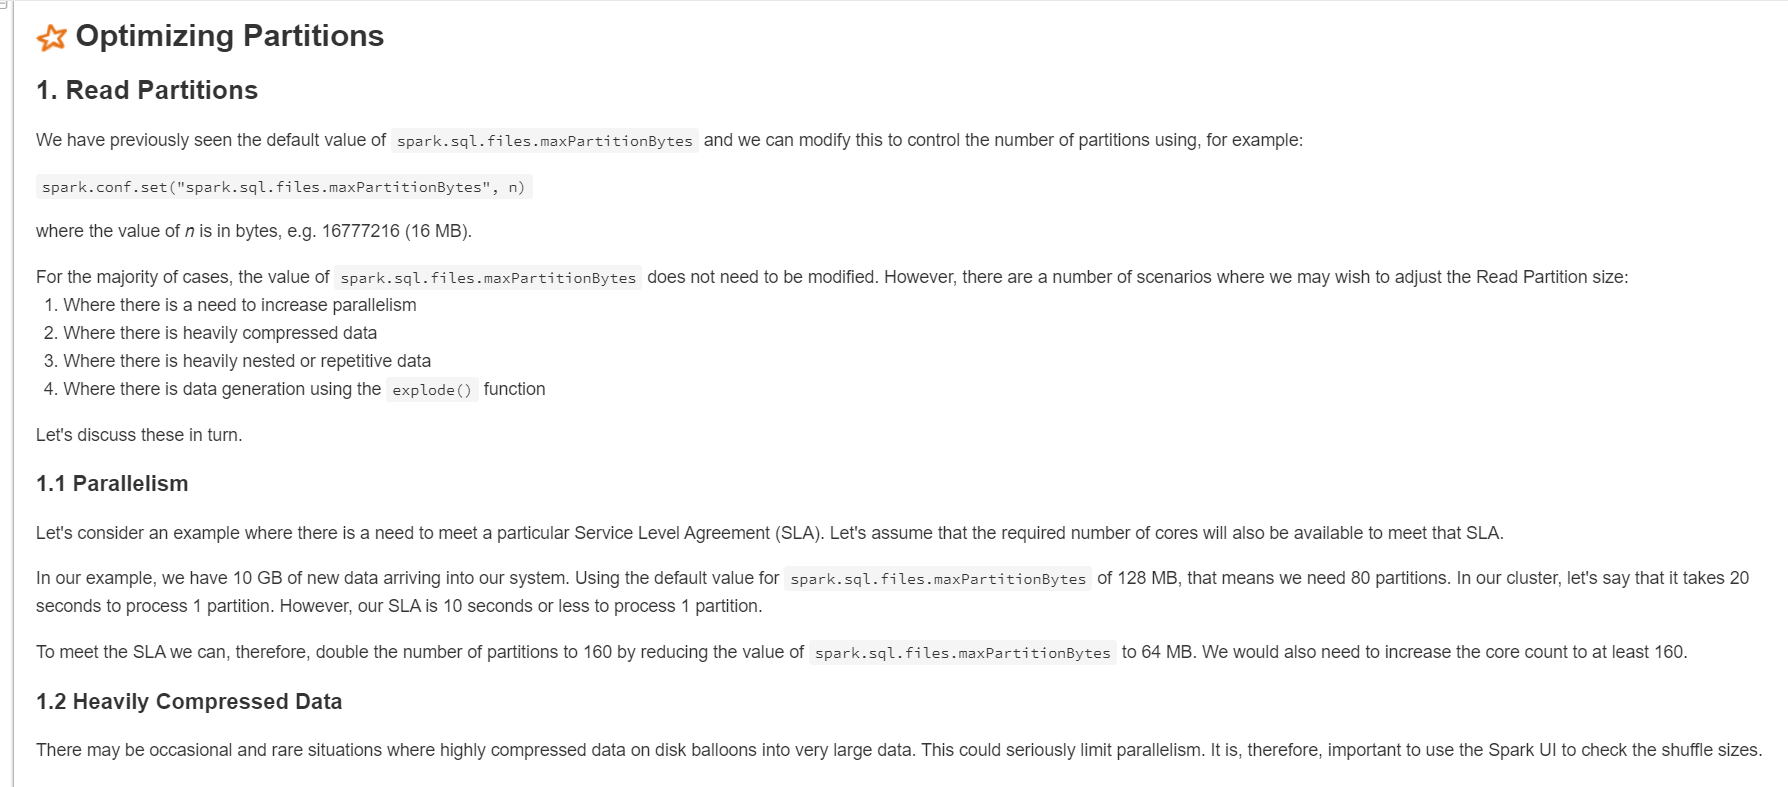 Optimizing Partitions
1. Read Partitions
We have previously seen the default value of spark.sql.files.maxPartitionBytes and we can modify this to control the number of partitions using, for example:
spark.conf.set("spark.sql.files.maxPartitionBytes", n)
where the value of n is in bytes, e.g. 16777216 (16 MB).
For the majority of cases, the value of spark.sql.files.maxPartitionBytes does not need to be modified. However, there are a number of scenarios where we may wish to adjust the Read Partition size:
1. Where there is a need to increase parallelism
2. Where there is heavily compressed data
3. Where there is heavily nested or repetitive data
4. Where there is data generation using the explode() function
Let's discuss these in turn.
1.1 Parallelism
Let's consider an example where there is a need to meet a particular Service Level Agreement (SLA). Let's assume that the required number of cores will also be available to meet that SLA.
In our example, we have 10 GB of new data arriving into our system. Using the default value for spark.sql.files.maxPartitionBytes of 128 MB, that means we need 80 partitions. In our cluster, let's say that it takes 20
seconds to process 1 partition. However, our SLA is 10 seconds or less to process 1 partition.
To meet the SLA we can, therefore, double the number of partitions to 160 by reducing the value of spark.sql.files.maxPartitionBytes to 64 MB. We would also need to increase the core count to at least 160.
1.2 Heavily Compressed Data
There may be occasional and rare situations where highly compressed data on disk balloons into very large data. This could seriously limit parallelism. It is, therefore, important to use the Spark UI to check the shuffle sizes.